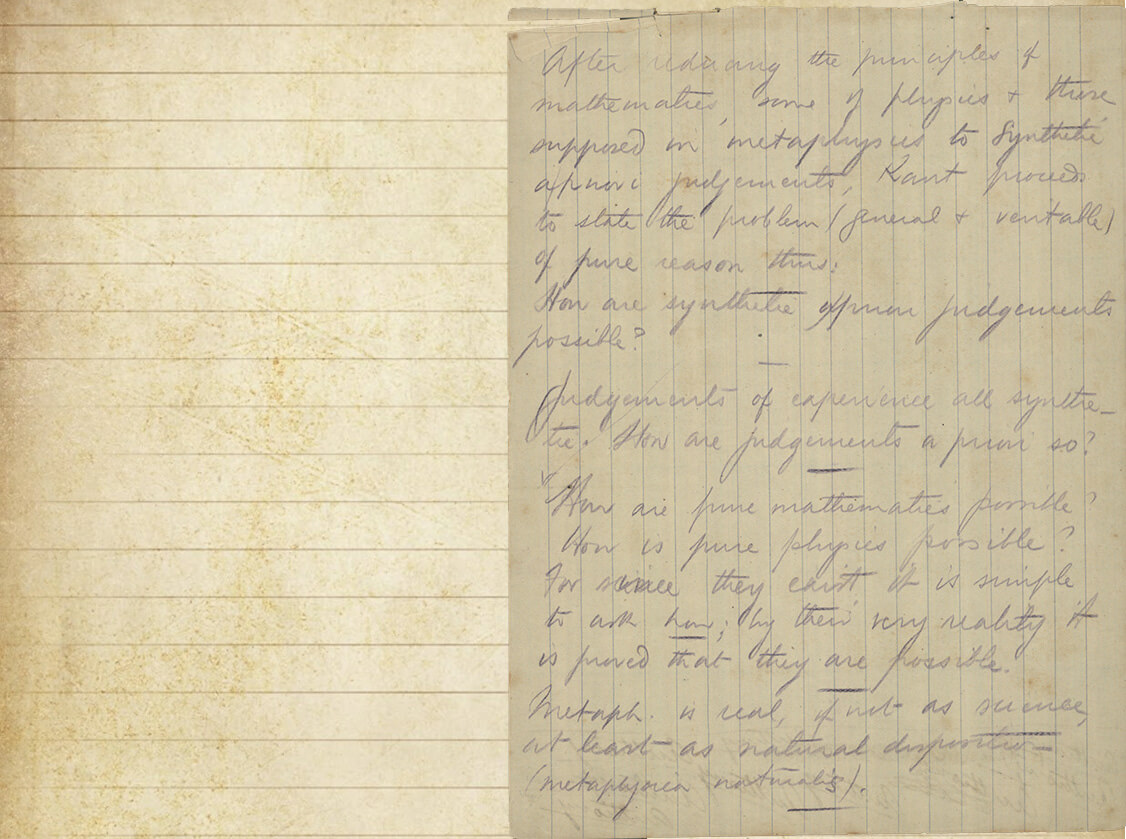 After reducing the principles of
mathematics, some of physics + those
supposed in metaphysics to synthetic
apriori judgements, Kant proceeds
to state the problem (general + veritable)
of pure reason thus:
How are synthetic apriori judgements
possible?
Judgements of experience all synthe-
tic. How are judgements a priori so?
"How are pure mathematics possible?
How is pure physics possible?
For since they exist it is simple
to ask how; by their very reality it
is proved that they are possible.
Metaph. is real, if not as science,
at least as natural disposition
(metaphysica naturalis).